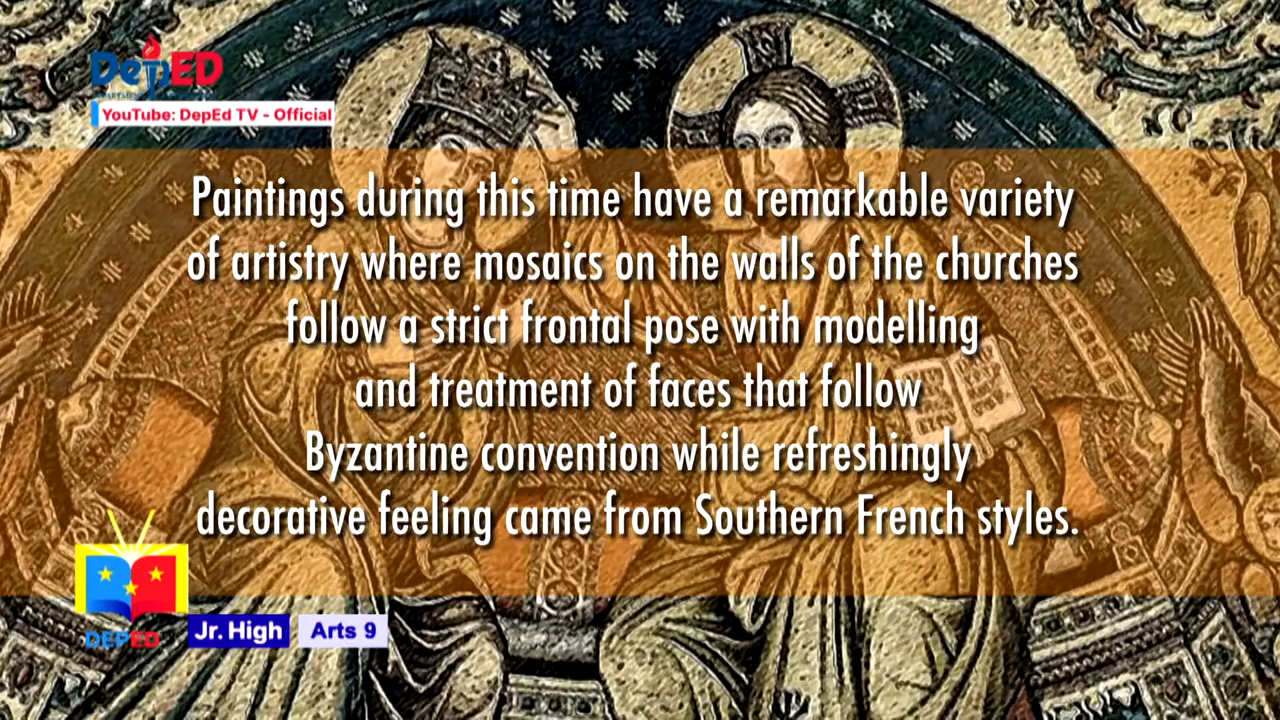 DepED
YouTube: DepEd TV - Official
Paintings during this time have a remarkable variety
of artistry where mosaics on the walls of the churches
follow a strict frontal pose with modelling
and treatment of faces that follow
Byzantine convention while refreshingly
decorative feeling came from Southern French styles.
DEPED
Jr. High
Arts 9